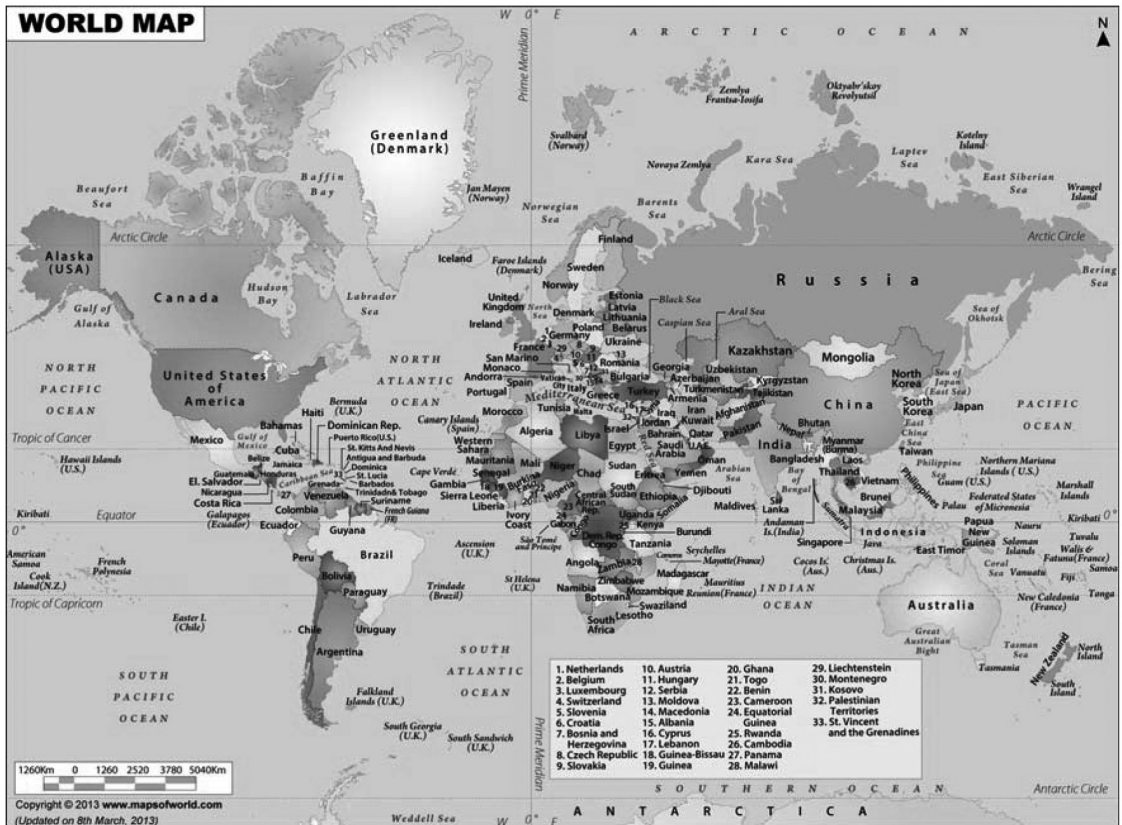 WORLD MAP
W 0° E
Prime Meridian
N
ARCTIC OCEAN
Greenland
(Denmark)
Svalbard
(Norway)
Zemlya
Frantsa-Iosifa
Oktyabr'skoy
Revolyutsii
Kotelny
Island
Laptev
Sea
East Siberian
Sea
Wrangel
Island
Kara Sea
Novaya Zemlya
Barents
Sea
Norwegian
Sea
Jan Mayen
(Norway)
Baffin
Bay
Beaufort
Sea
Arctic Circle
Arctic Circle
Alaska
(USA)
Canada
Hudson
Bay
Labrador
Sea
Gulf of
Alaska
Iceland
Faroe Islands
(Denmark)
Finland
Sweden
Norway
Russia
Bering
Sea
Sea of
Okhotsk
United
Kingdom
North
Sea
Ireland
Denmark
Estonia
Latvia
Lithuania
Belarus
Poland
Germany
Ukraine
France
Romania
San Marino
Monaco
Andorra
Vatican
City
Italy
Bulgaria
Spain
Portugal
Greece
Turkey
Black Sea
Caspian Sea
Aral Sea
Georgia
Azerbaijan
Armenia
Kazakhstan
Uzbekistan
Turkmenistan
Kyrgyzstan
Tajikistan
Mongolia
China
North
Korea
South
Korea
Sea of
Japan
(East Sea)
Japan
East
China
Sea
Taiwan
NORTH
PACIFIC
OCEAN
United States
of
America
NORTH
ATLANTIC
OCEAN
PACIFIC
OCEAN
Mediterranean Sea
Malta
Morocco
Tunisia
Algeria
Libya
Egypt
Israel
Jordan
Iraq
Iran
Kuwait
Bahrain
Qatar
Saudi
Arabia
U.A.E.
Oman
Yemen
Red Sea
Afghanistan
Pakistan
Nepal
Bhutan
India
Bangladesh
Myanmar
(Burma)
Laos
Thailand
Vietnam
Bay
of
Bengal
Arabian
Sea
Canary Islands
(Spain)
Western
Sahara
Mauritania
Mali
Niger
Chad
Sudan
Eritrea
Senegal
Gambia
Cape Verde
Burkina
Faso
Sierra Leone
Liberia
Ivory
Coast
Nigeria
Central
African
Rep.
South
Sudan
Ethiopia
Djibouti
Somalia
Uganda
Kenya
Gabon
Congo
Dem. Rep.
Congo
Burundi
Tanzania
São Tomé
and Principe
Tropic of Cancer
Hawaii Islands
(U.S.)
Mexico
Gulf of
Mexico
Bermuda
(U.K.)
Bahamas
Haiti
Dominican Rep.
Puerto Rico(U.S.)
St. Kitts And Nevis
Antigua and Barbuda
Dominica
St. Lucia
Barbados
Grenada
Trinidad& Tobago
Cuba
Jamaica
Belize
Honduras
Guatemala
El. Salvador
Nicaragua
Costa Rica
Caribbean Sea
Venezuela
Suriname
French Guiana
(FR)
Guyana
Colombia
Galapagos
(Ecuador)
Ecuador
Kiribati
Equator
0°
0°
Peru
Brazil
Bolivia
Paraguay
Chile
Uruguay
Argentina
American
Samoa
Cook
Island(N.Z.)
French
Polynesia
Tropic of Capricorn
Easter I.
(Chile)
Ascension
(U.K.)
St Helena
(U.K.)
Trindade
(Brazil)
Angola
Zambia
Zimbabwe
Namibia
Botswana
Mozambique
Madagascar
Swaziland
Lesotho
South
Africa
Comoros
Seychelles
Mayotte(France)
Mauritius
Reunion(France)
INDIAN
OCEAN
Maldives
Sri
Lanka
Andaman
Is.(India)
Singapore
Sumatra
Malaysia
Brunei
Indonesia
Java
East Timor
Cocos Is.
(Aus.)
Christmas Is.
(Aus.)
Philippines
Philippine
Sea
Northern Mariana
Islands (U.S.)
Guam (U.S.)
Palau
Federated States
of Micronesia
Marshall
Islands
Kiribati
Nauru
Papua
New
Guinea
Solomon
Islands
Tuvalu
Walis &
Fatuna(France)
Samoa
Coral
Sea
Vanuatu
Fiji
Tanga
New Caledonia
(France)
Australia
Great
Australian
Bight
Tasman
Sea
Tasmania
New Zealand
North
Island
South
Island
SOUTH
PACIFIC
OCEAN
SOUTH
ATLANTIC
OCEAN
Falkland
Islands (U.K.)
South Georgia
(U.K.)
South Sandwich
(U.K.)
Prime Meridian
1. Netherlands
2. Belgium
3. Luxembourg
4. Switzerland
5. Slovenia
6. Croatia
7. Bosnia and
Herzegovina
8. Czech Republic
9. Slovakia
10. Austria
11. Hungary
12. Serbia
13. Moldova
14. Macedonia
15. Albania
16. Cyprus
17. Lebanon
18. Guinea-Bissau
19. Guinea
20. Ghana
21. Togo
22. Benin
23. Cameroon
24. Equatorial
Guinea
25. Rwanda
26. Cambodia
27. Panama
28. Malawi
29. Liechtenstein
30. Montenegro
31. Kosovo
32. Palestinian
Territories
33. St. Vincent
and the Grenadines
1260Km 0 1260 2520 3780 5040Km
SOUTHERN OCEAN
Antarctic Circle
Copyright © 2013 www.mapsofworld.com
(Updated on 8th March, 2013)
Weddell Sea
W 0° E
ANTARCTICA